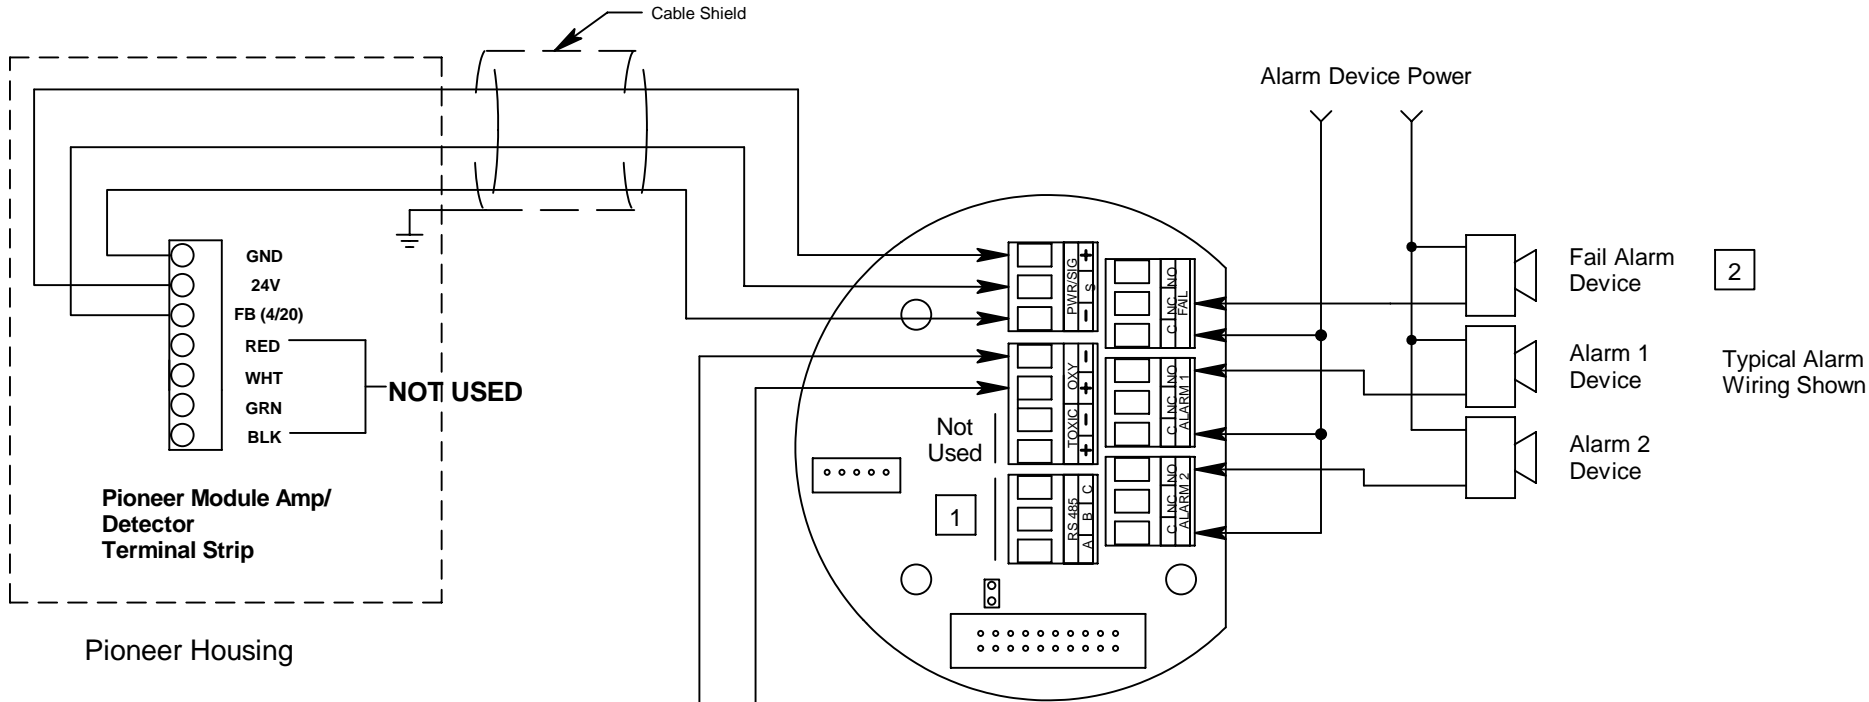 Cable Shield
Alarm Device Power
GND
24V
FB (4/20)
RED
WHT
GRN
BLK
NOT USED
Pioneer Module Amp/
Detector
Terminal Strip
Pioneer Housing
PWR/SIG
+
S
-
OXY
-
+
TOXIC
-
+
Not
Used
1
RS 485
C
B
A
FAIL
NO
NC
C
ALARM 1
NO
NC
C
ALARM 2
NO
NC
C
Fail Alarm
Device
2
Alarm 1
Device
Typical Alarm
Wiring Shown
Alarm 2
Device